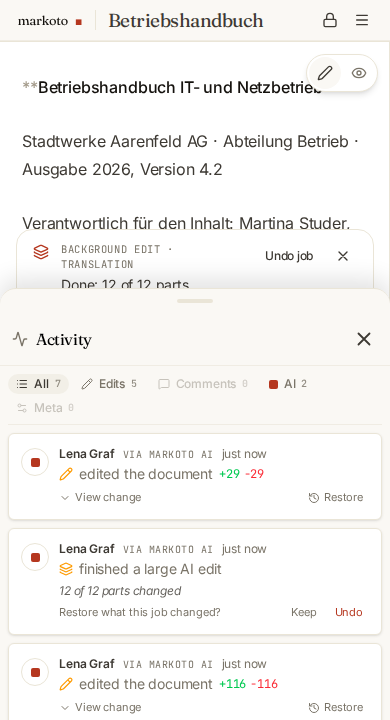 markoto
Betriebshandbuch
**Betriebshandbuch IT- und Netzbetrieb
Stadtwerke Aarenfeld AG · Abteilung Betrieb ·
Ausgabe 2026, Version 4.2
Verantwortlich für den Inhalt: Martina Studer,
BACKGROUND EDIT ·
TRANSLATION
Undo job
Done: 12 of 12 parts
Activity
All 7 Edits 5 Comments 0 AI 2
Meta 0
Lena Graf VIA MARKOTO AI just now
edited the document +29 -29
View change Restore
Lena Graf VIA MARKOTO AI just now
finished a large AI edit
12 of 12 parts changed
Restore what this job changed? Keep Undo
Lena Graf VIA MARKOTO AI just now
edited the document +116 -116
View change Restore